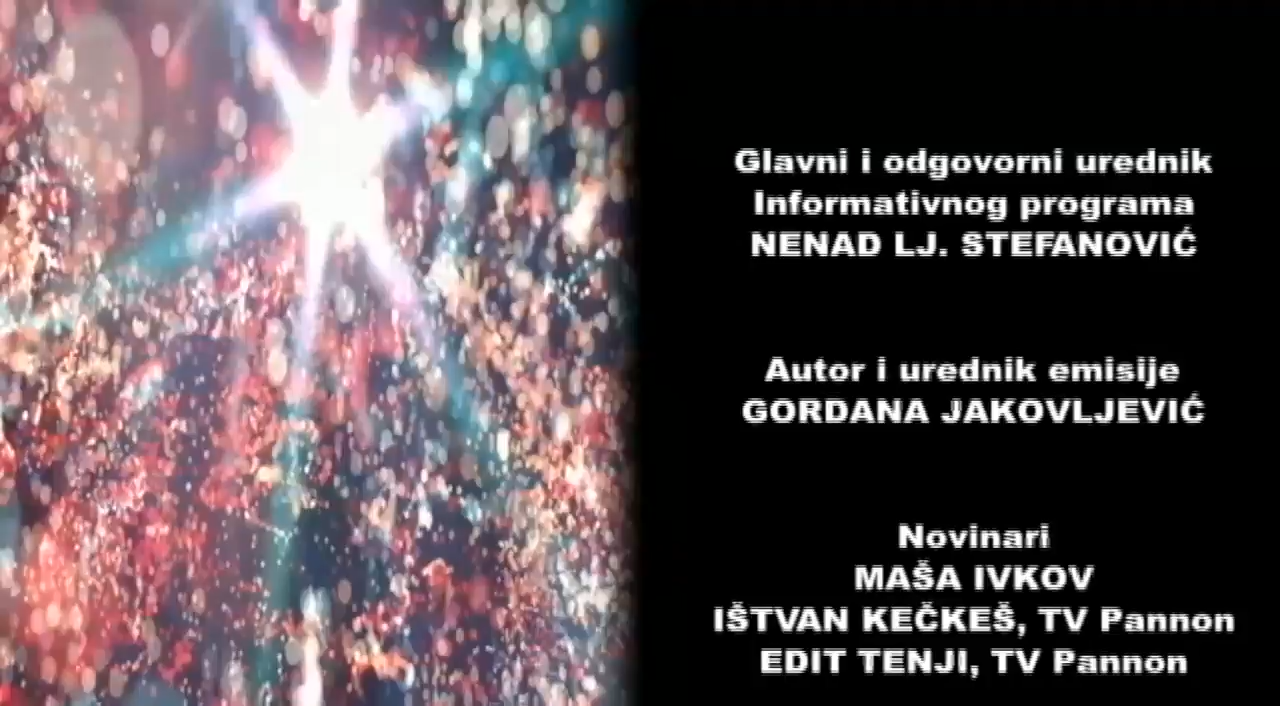 Glavni i odgovorni urednik
Informativnog programa
NENAD LJ. STEFANOVIĆ
Autor i urednik emisije
GORDANA JAKOVLJEVIĆ
Novinari
MAŠA IVKOV
IŠTVAN KEČKEŠ, TV Pannon
EDIT TENJI, TV Pannon